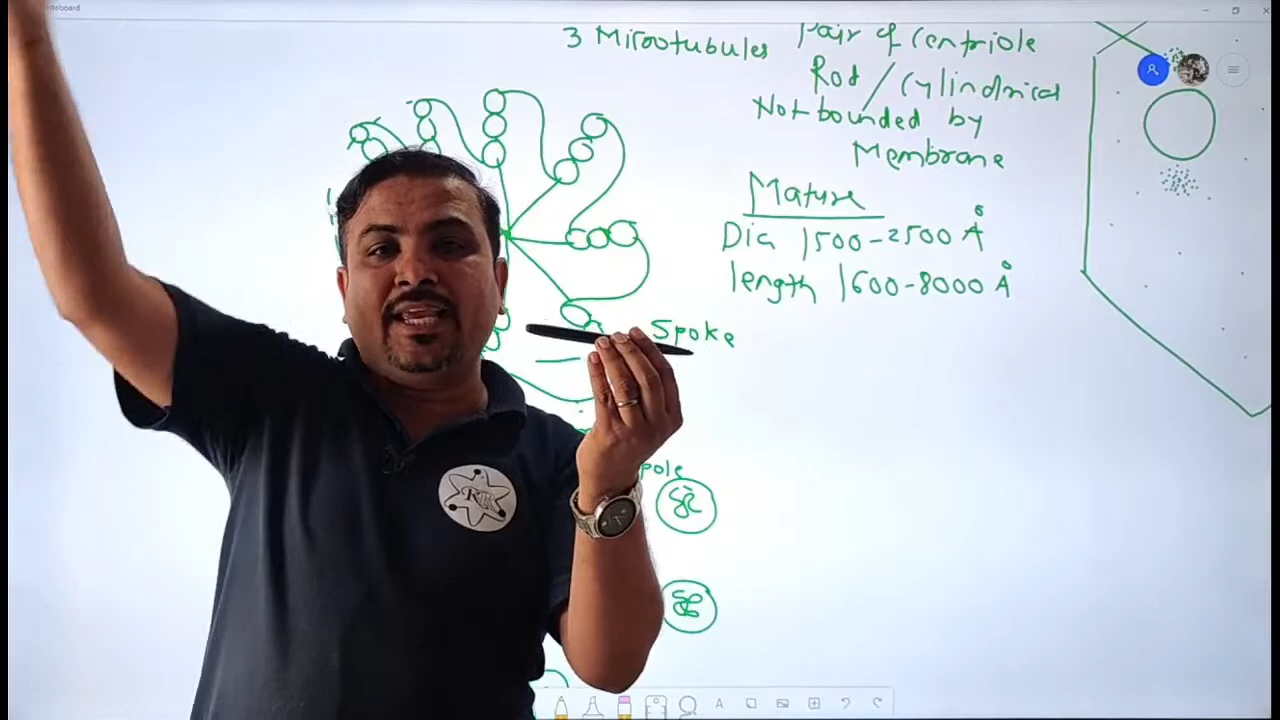 3 Mirootubules
Pair of centriole
Rod / cylindrical
Not bounded by
Membrane
Mature
Dia 1500-2500 Å
length 1600-8000 Å
Spoke
pole